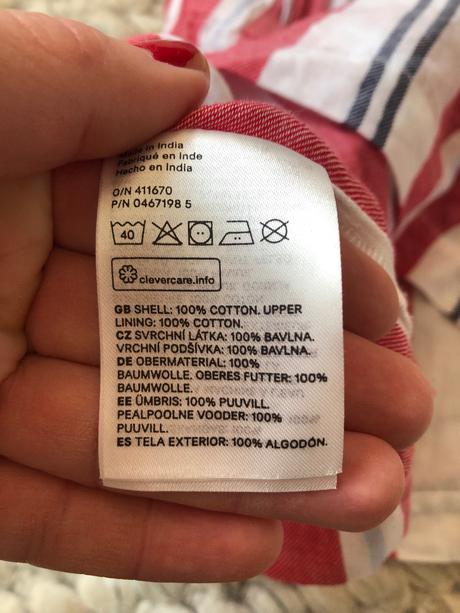 Made in India
Fabriqué en Inde
Hecho en India
O/N 411670
P/N 0467198 5
40
clevercare.info
GB SHELL: 100% COTTON. UPPER
LINING: 100% COTTON.
CZ SVRCHNÍ LÁTKA: 100% BAVLNA.
VRCHNÍ PODŠÍVKA: 100% BAVLNA.
DE OBERMATERIAL: 100%
BAUMWOLLE. OBERES FUTTER: 100%
BAUMWOLLE.
EE ÜMBRIS: 100% PUUVILL.
PEALPOOLNE VOODER: 100%
PUUVILL.
ES TELA EXTERIOR: 100% ALGODÓN.